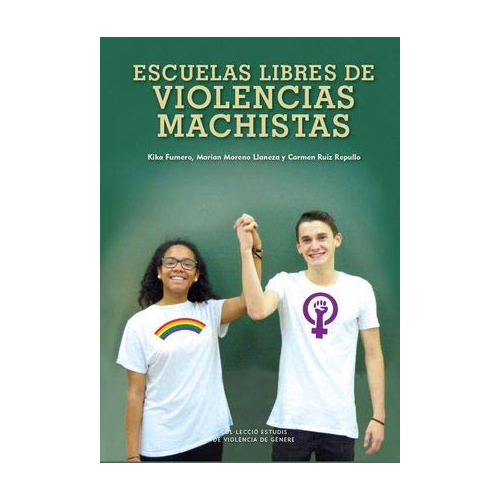 ESCUELAS LIBRES DE
VIOLENCIAS
MACHISTAS
Kika Fumero, Marian Moreno Llaneza y Carmen Ruiz Repullo
COL·LECCIÓ ESTUDIS
DE VIOLÈNCIA DE GÈNERE